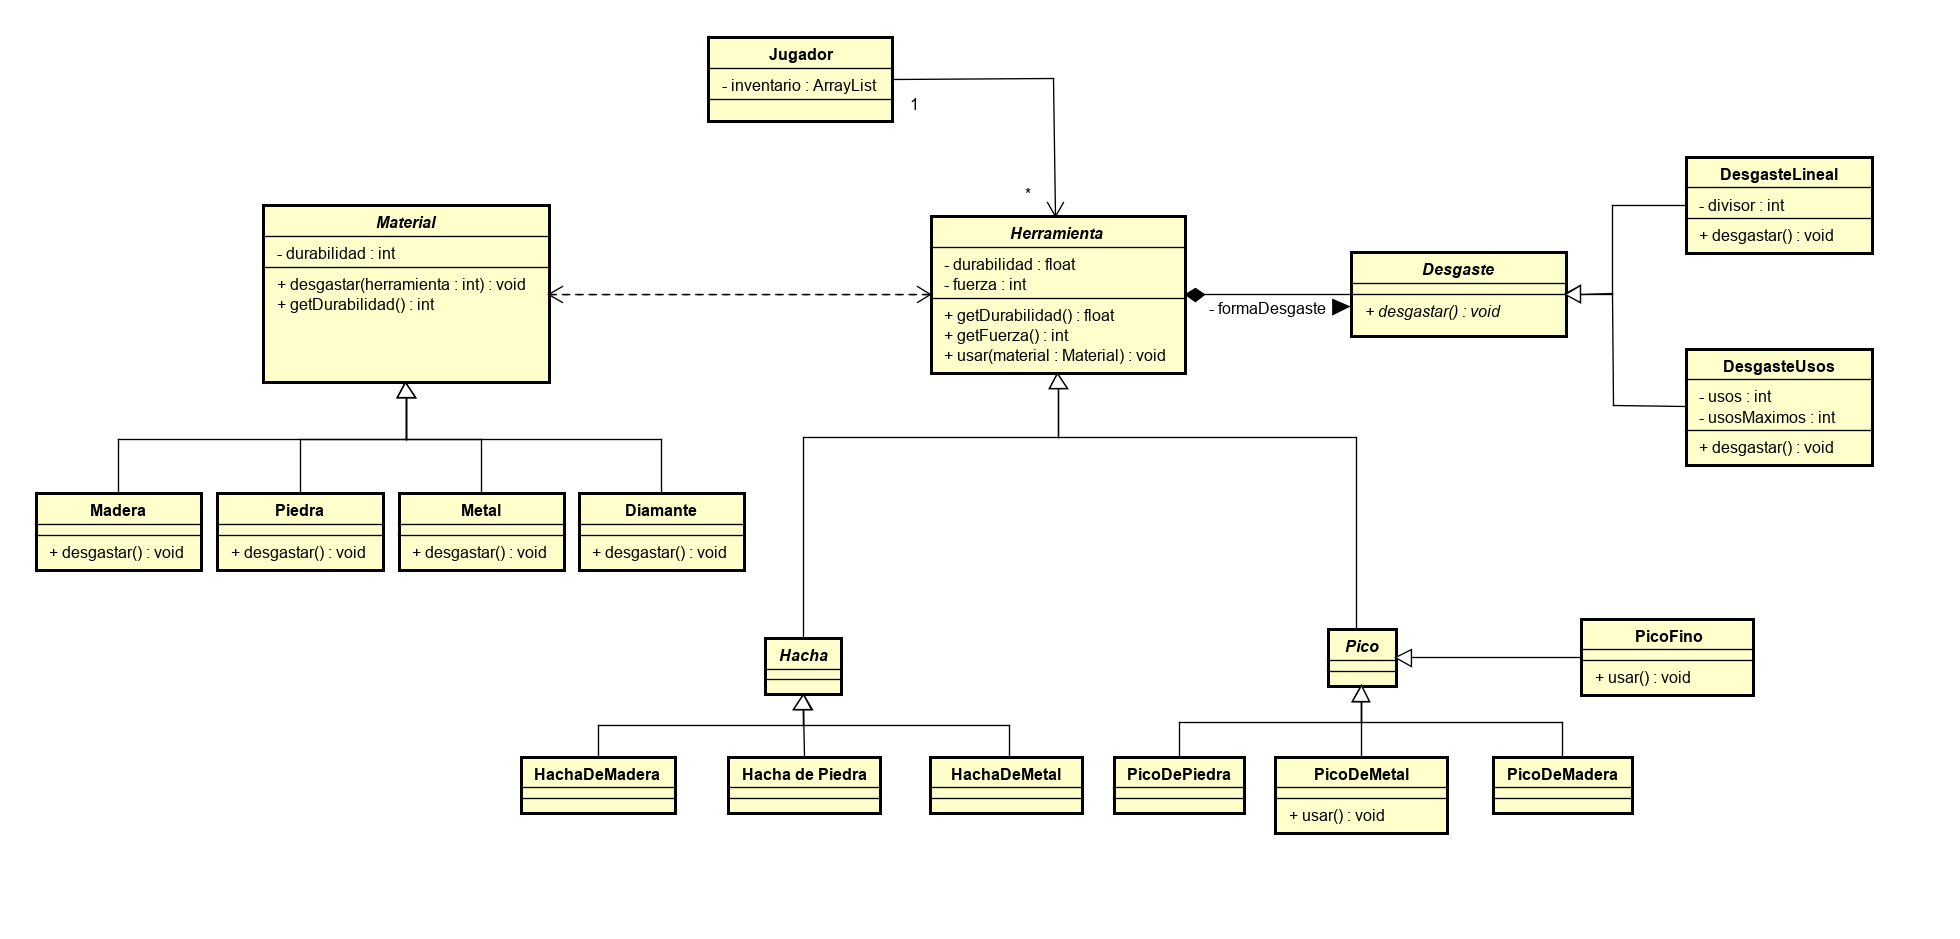 Jugador
- inventario : ArrayList
1
*
Material
- durabilidad : int
+ desgastar(herramienta : int) : void
+ getDurabilidad() : int
Herramienta
- durabilidad : float
- fuerza : int
+ getDurabilidad() : float
+ getFuerza() : int
+ usar(material : Material) : void
- formaDesgaste
Desgaste
+ desgastar() : void
DesgasteLineal
- divisor : int
+ desgastar() : void
DesgasteUsos
- usos : int
- usosMaximos : int
+ desgastar() : void
Madera
+ desgastar() : void
Piedra
+ desgastar() : void
Metal
+ desgastar() : void
Diamante
+ desgastar() : void
Hacha
Pico
PicoFino
+ usar() : void
HachaDeMadera
Hacha de Piedra
HachaDeMetal
PicoDePiedra
PicoDeMetal
+ usar() : void
PicoDeMadera